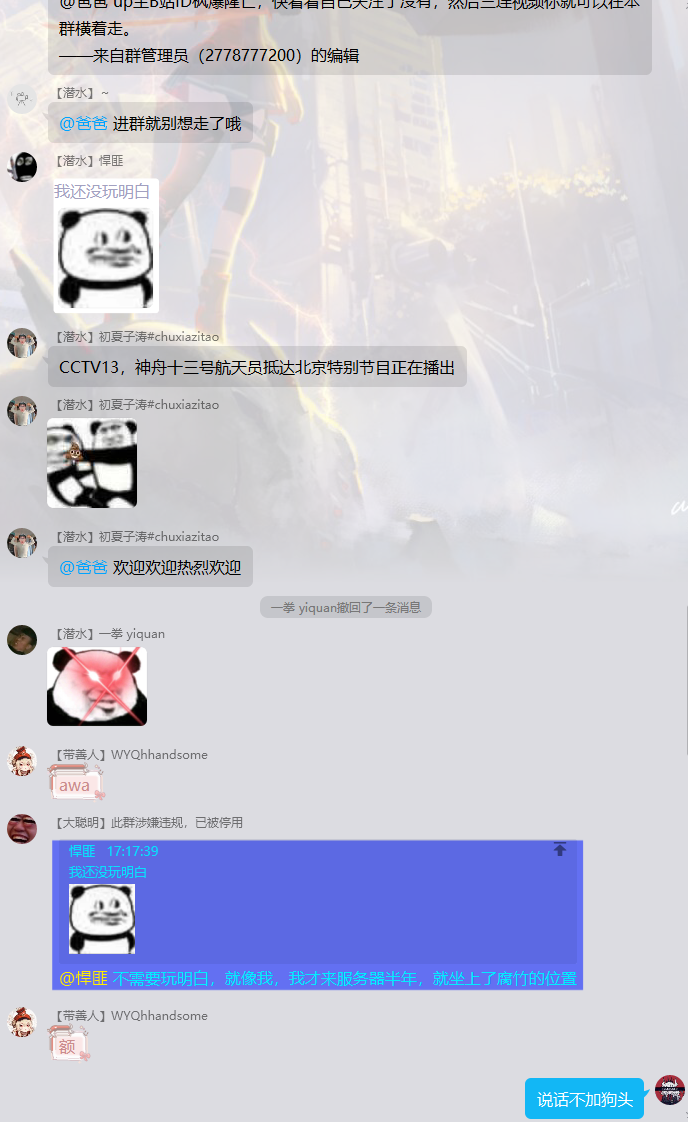 @爸爸 up主B站ID枫爆隆亡，快看看自己关注了没有，然后三连视频你就可以在本
群横着走。
——来自群管理员（2778777200）的编辑
【潜水】~
@爸爸 进群就别想走了哦
【潜水】悍匪
我还没玩明白
【潜水】初夏子涛#chuxiazitao
CCTV13，神舟十三号航天员抵达北京特别节目正在播出
【潜水】初夏子涛#chuxiazitao
【潜水】初夏子涛#chuxiazitao
@爸爸 欢迎欢迎热烈欢迎
一拳 yiquan撤回了一条消息
【潜水】一拳 yiquan
【带善人】WYQhhandsome
awa
【大聪明】此群涉嫌违规，已被停用
悍匪 17:17:39
我还没玩明白
@悍匪 不需要玩明白，就像我，我才来服务器半年，就坐上了腐竹的位置
【带善人】WYQhhandsome
额
说话不加狗头